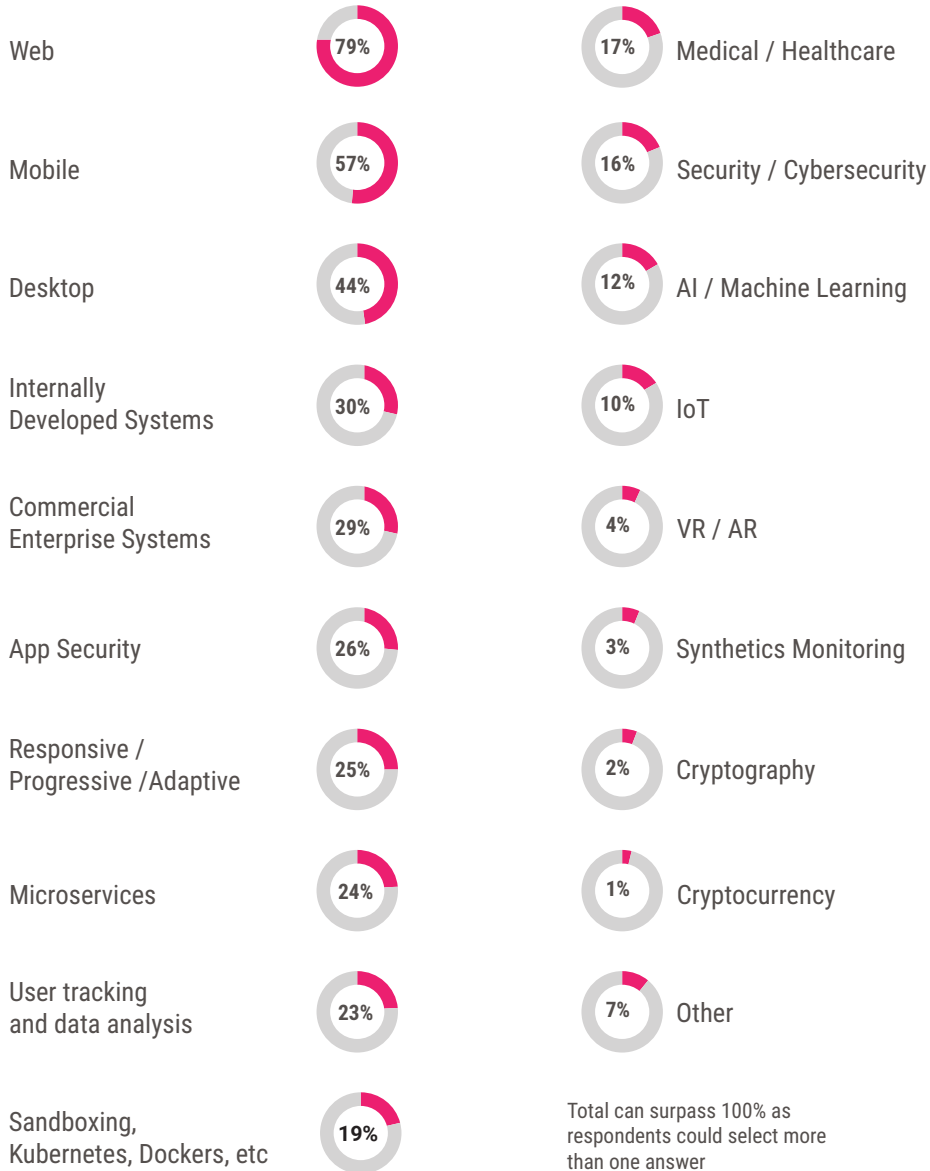 Web
79%
Mobile
57%
Desktop
44%
Internally
Developed Systems
30%
Commercial
Enterprise Systems
29%
App Security
26%
Responsive /
Progressive /Adaptive
25%
Microservices
24%
User tracking
and data analysis
23%
Sandboxing,
Kubernetes, Dockers, etc
19%
17%
Medical / Healthcare
16%
Security / Cybersecurity
12%
AI / Machine Learning
10%
IoT
4%
VR / AR
3%
Synthetics Monitoring
2%
Cryptography
1%
Cryptocurrency
7%
Other
Total can surpass 100% as
respondents could select more
than one answer